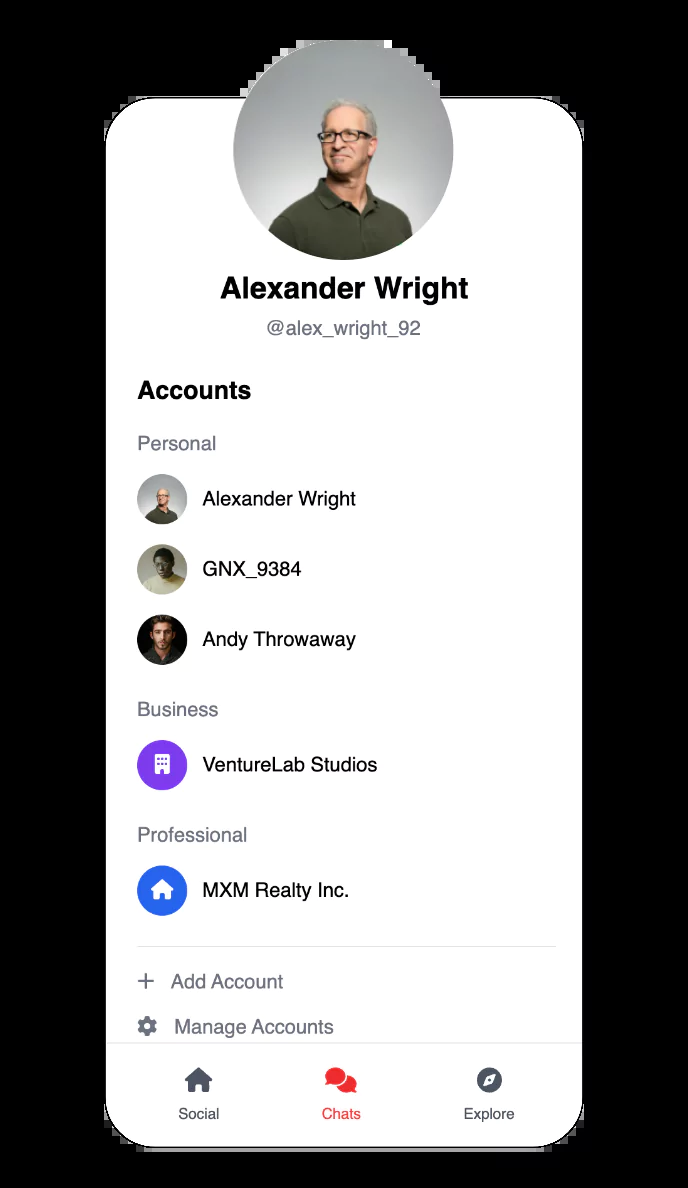 Alexander Wright
@alex_wright_92
Accounts
Personal
Alexander Wright
GNX_9384
Andy Throwaway
Business
VentureLab Studios
Professional
MXM Realty Inc.
Add Account
Manage Accounts
Social
Chats
Explore